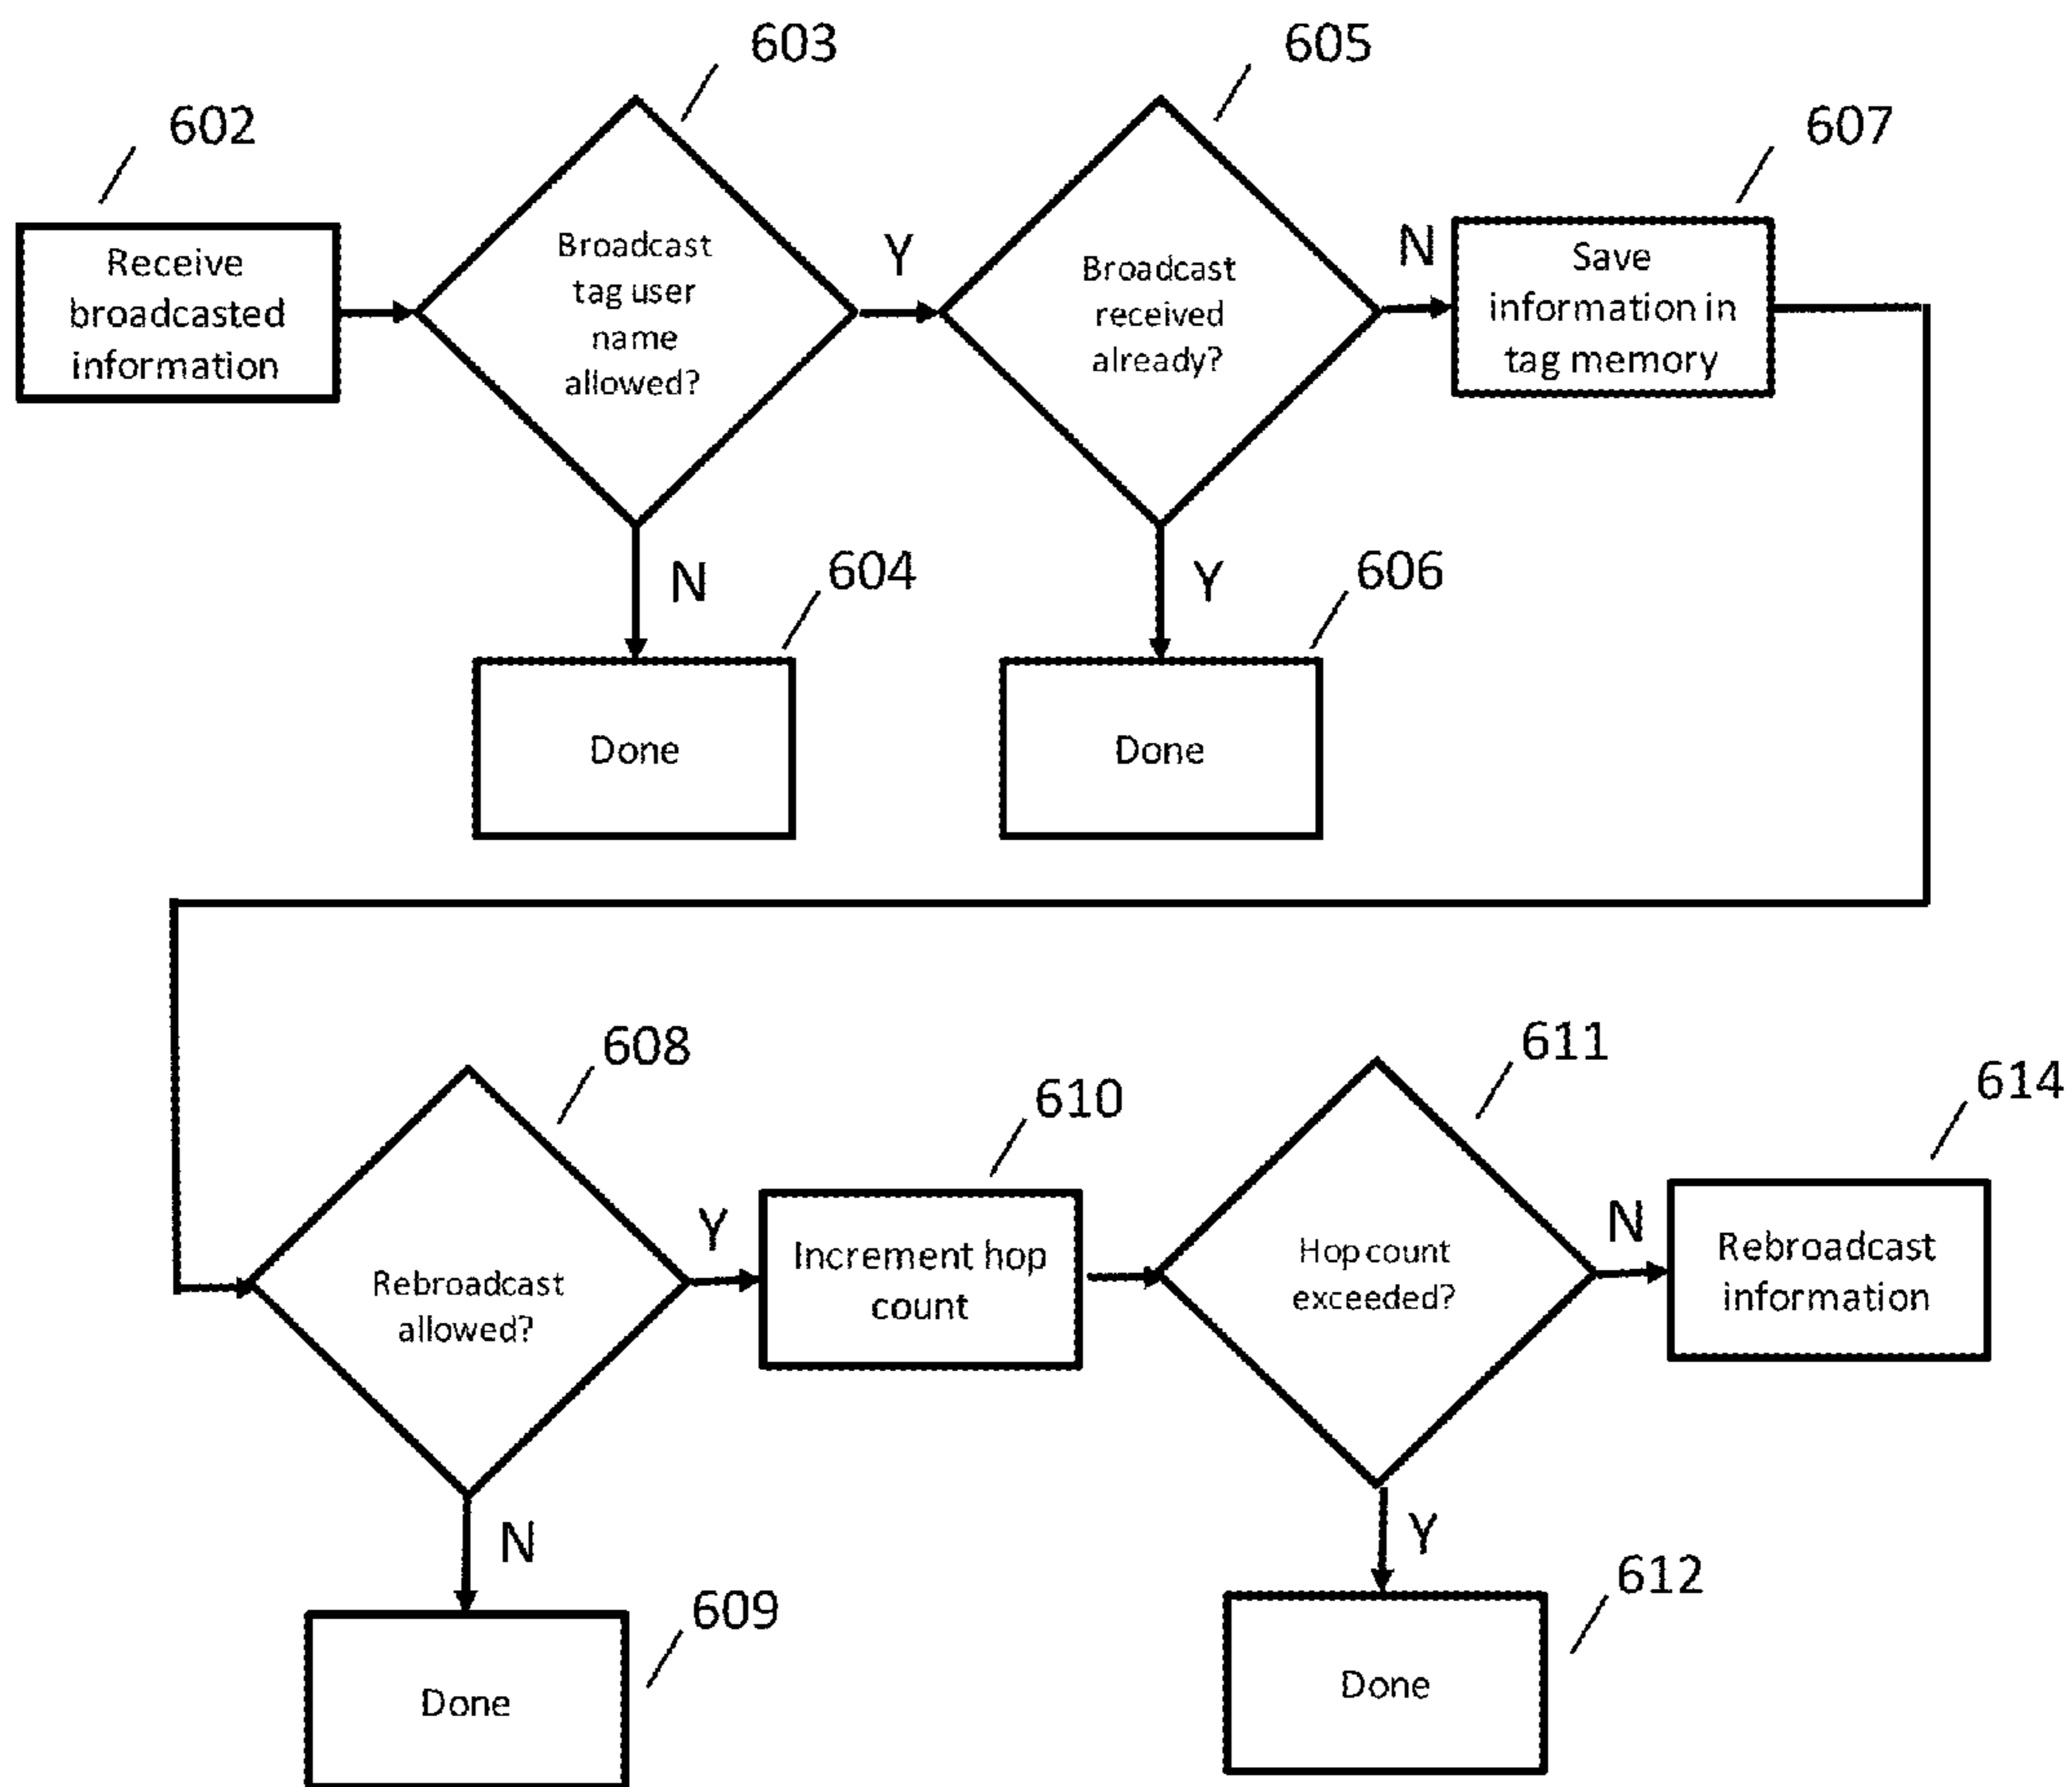 603
605
602
607
Receive
broadcasted
information
Broadcast
tag user
name
allowed?
Y
Broadcast
received
already?
N
Save
information in
tag memory
N
604
Y
606
Done
Done
608
610
611
614
Rebroadcast
allowed?
Y
Increment hop
count
Hop count
exceeded?
N
Rebroadcast
information
N
609
Y
612
Done
Done